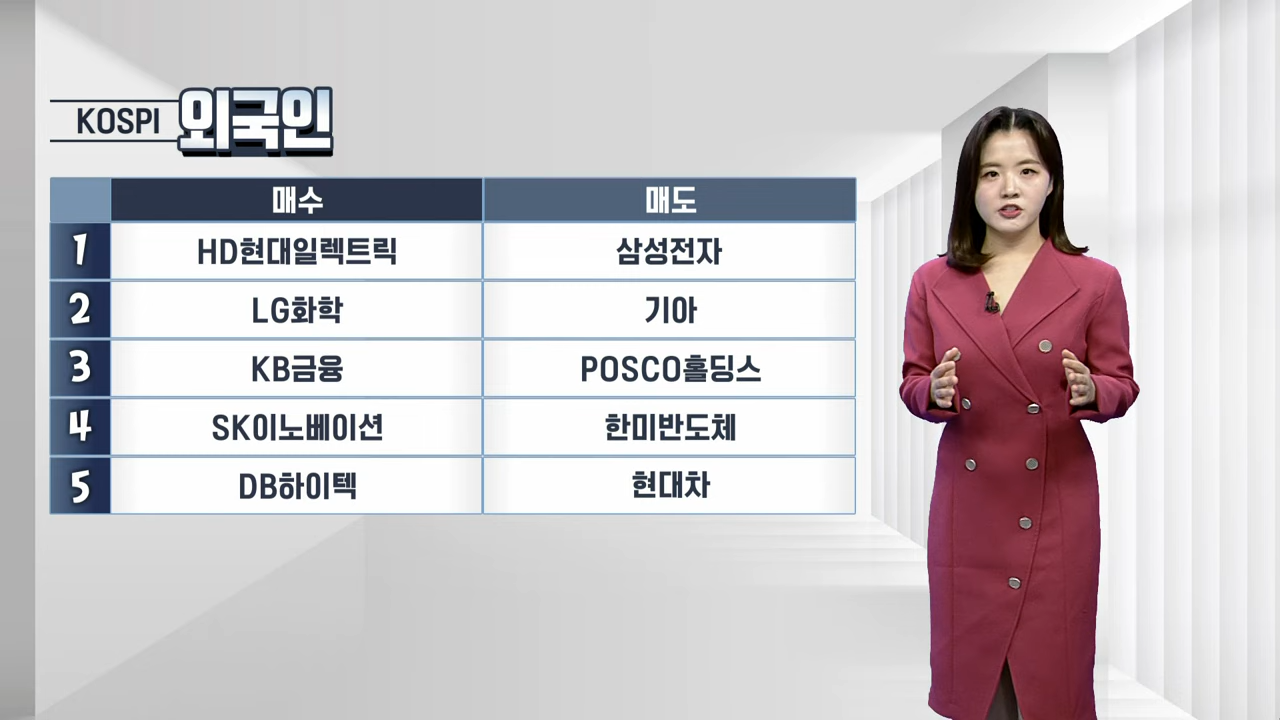 KOSPI 외국인
매수 매도
1 HD현대일렉트릭 삼성전자
2 LG화학 기아
3 KB금융 POSCO홀딩스
4 SK이노베이션 한미반도체
5 DB하이텍 현대차